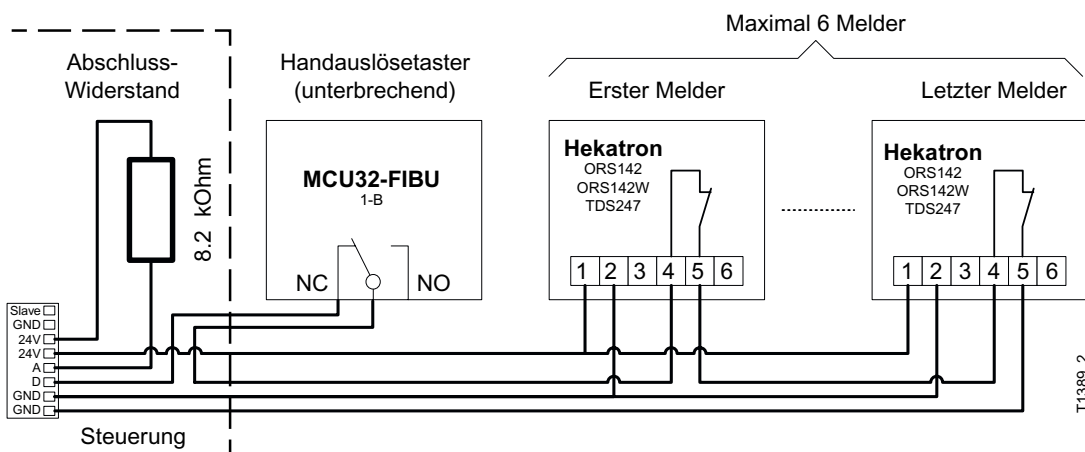 Maximal 6 Melder
Abschluss-
Widerstand
Handauslösetaster
(unterbrechend)
Erster Melder
Letzter Melder
8.2 kOhm
MCU32-FIBU
1-B
NC
NO
Hekatron
ORS142
ORS142W
TDS247
1 2 3 4 5 6
Hekatron
ORS142
ORS142W
TDS247
1 2 3 4 5 6
Slave
GND
24V
24V
A
D
GND
GND
Steuerung
T1389_2